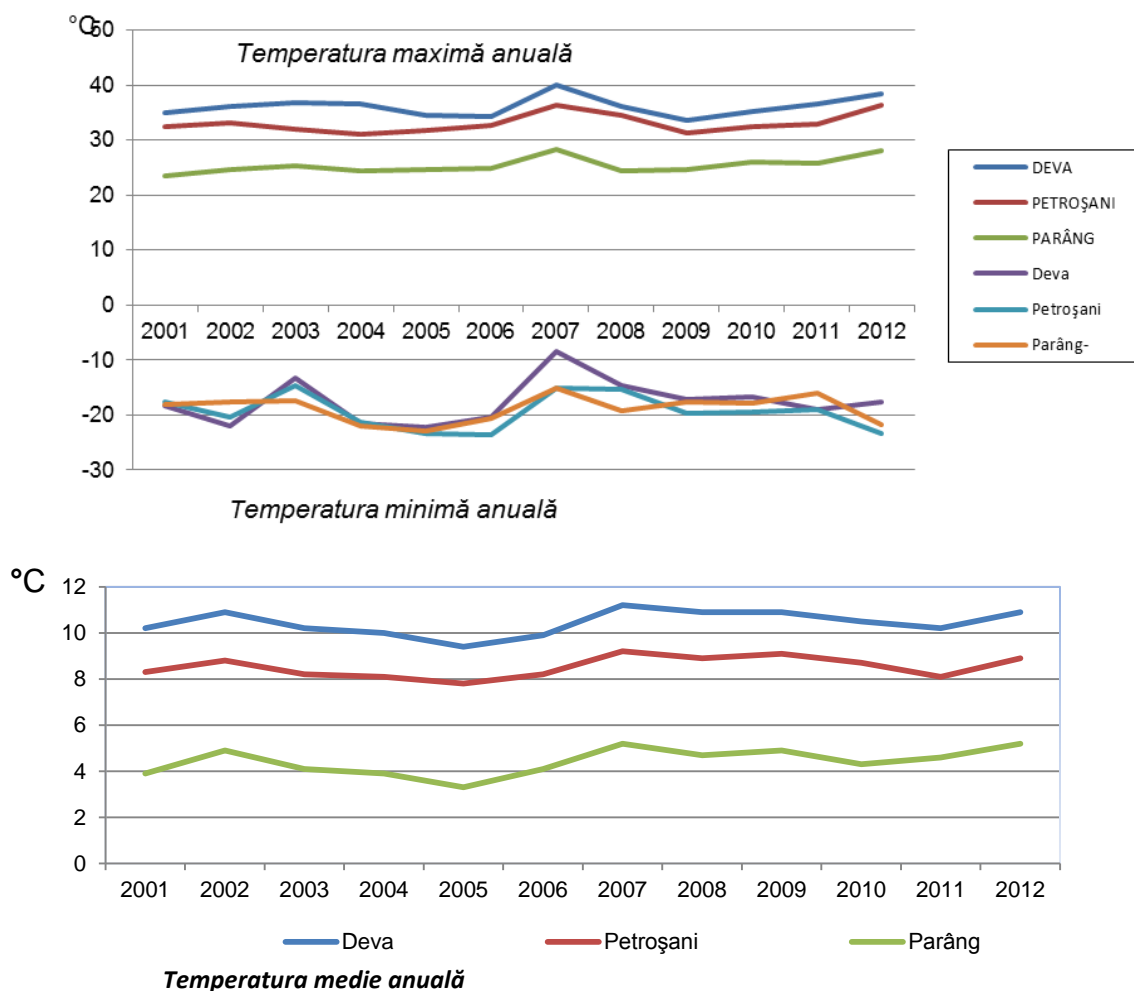 °C
50
Temperatura maximă anuală
40
30
20
10
0
2001 2002 2003 2004 2005 2006 2007 2008 2009 2010 2011 2012
-10
-20
-30
Temperatura minimă anuală
DEVA
PETROŞANI
PARÂNG
Deva
Petroşani
Parâng-
°C
12
10
8
6
4
2
0
2001 2002 2003 2004 2005 2006 2007 2008 2009 2010 2011 2012
Deva Petroşani Parâng
Temperatura medie anuală